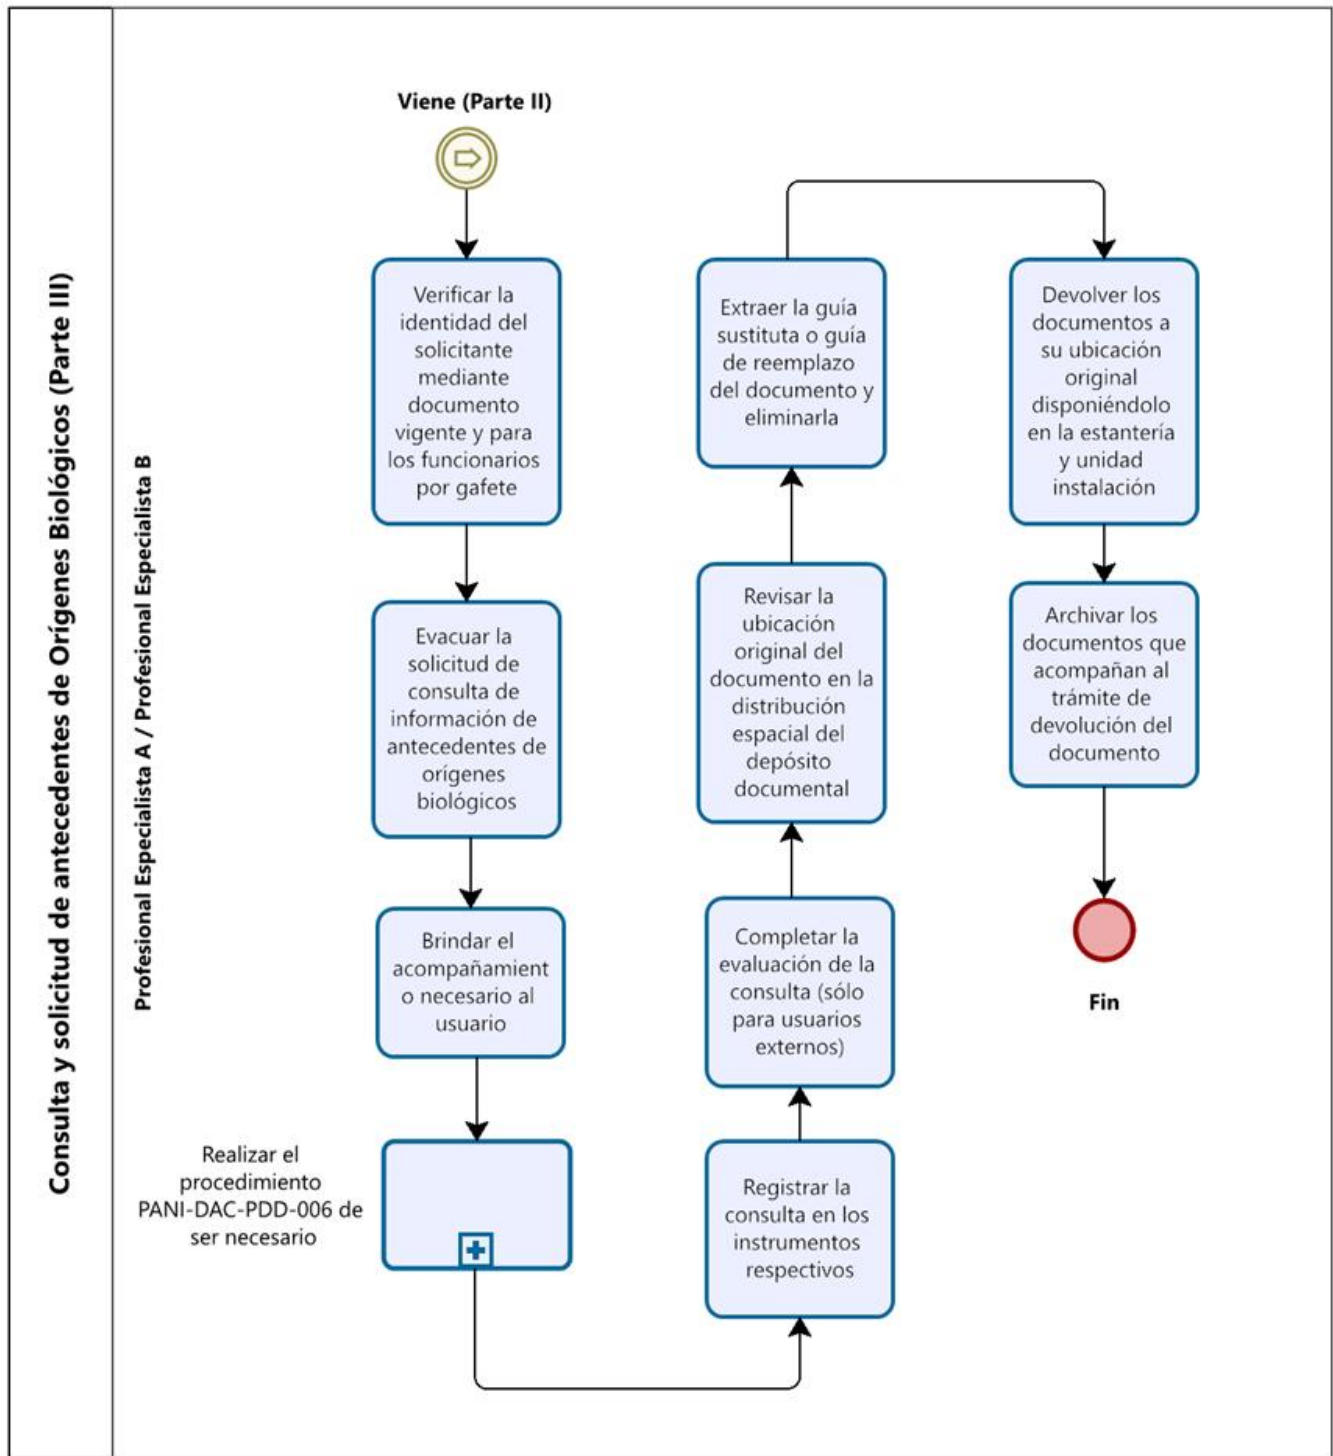 Consulta y solicitud de antecedentes de Orígenes Biológicos (Parte III)
Profesional Especialista A / Profesional Especialista B
Viene (Parte II)
Verificar la
identidad del
solicitante
mediante
documento
vigente y para
los funcionarios
por gafete
Evacuar la
solicitud de
consulta de
información de
antecedentes de
orígenes
biológicos
Brindar el
acompañamient
o necesario al
usuario
Realizar el
procedimiento
PANI-DAC-PDD-006 de
ser necesario
Registrar la
consulta en los
instrumentos
respectivos
Completar la
evaluación de la
consulta (sólo
para usuarios
externos)
Revisar la
ubicación
original del
documento en la
distribución
espacial del
depósito
documental
Extraer la guía
sustituta o guía
de reemplazo
del documento y
eliminarla
Devolver los
documentos a
su ubicación
original
disponiéndolo
en la estantería
y unidad
instalación
Archivar los
documentos que
acompañan al
trámite de
devolución del
documento
Fin